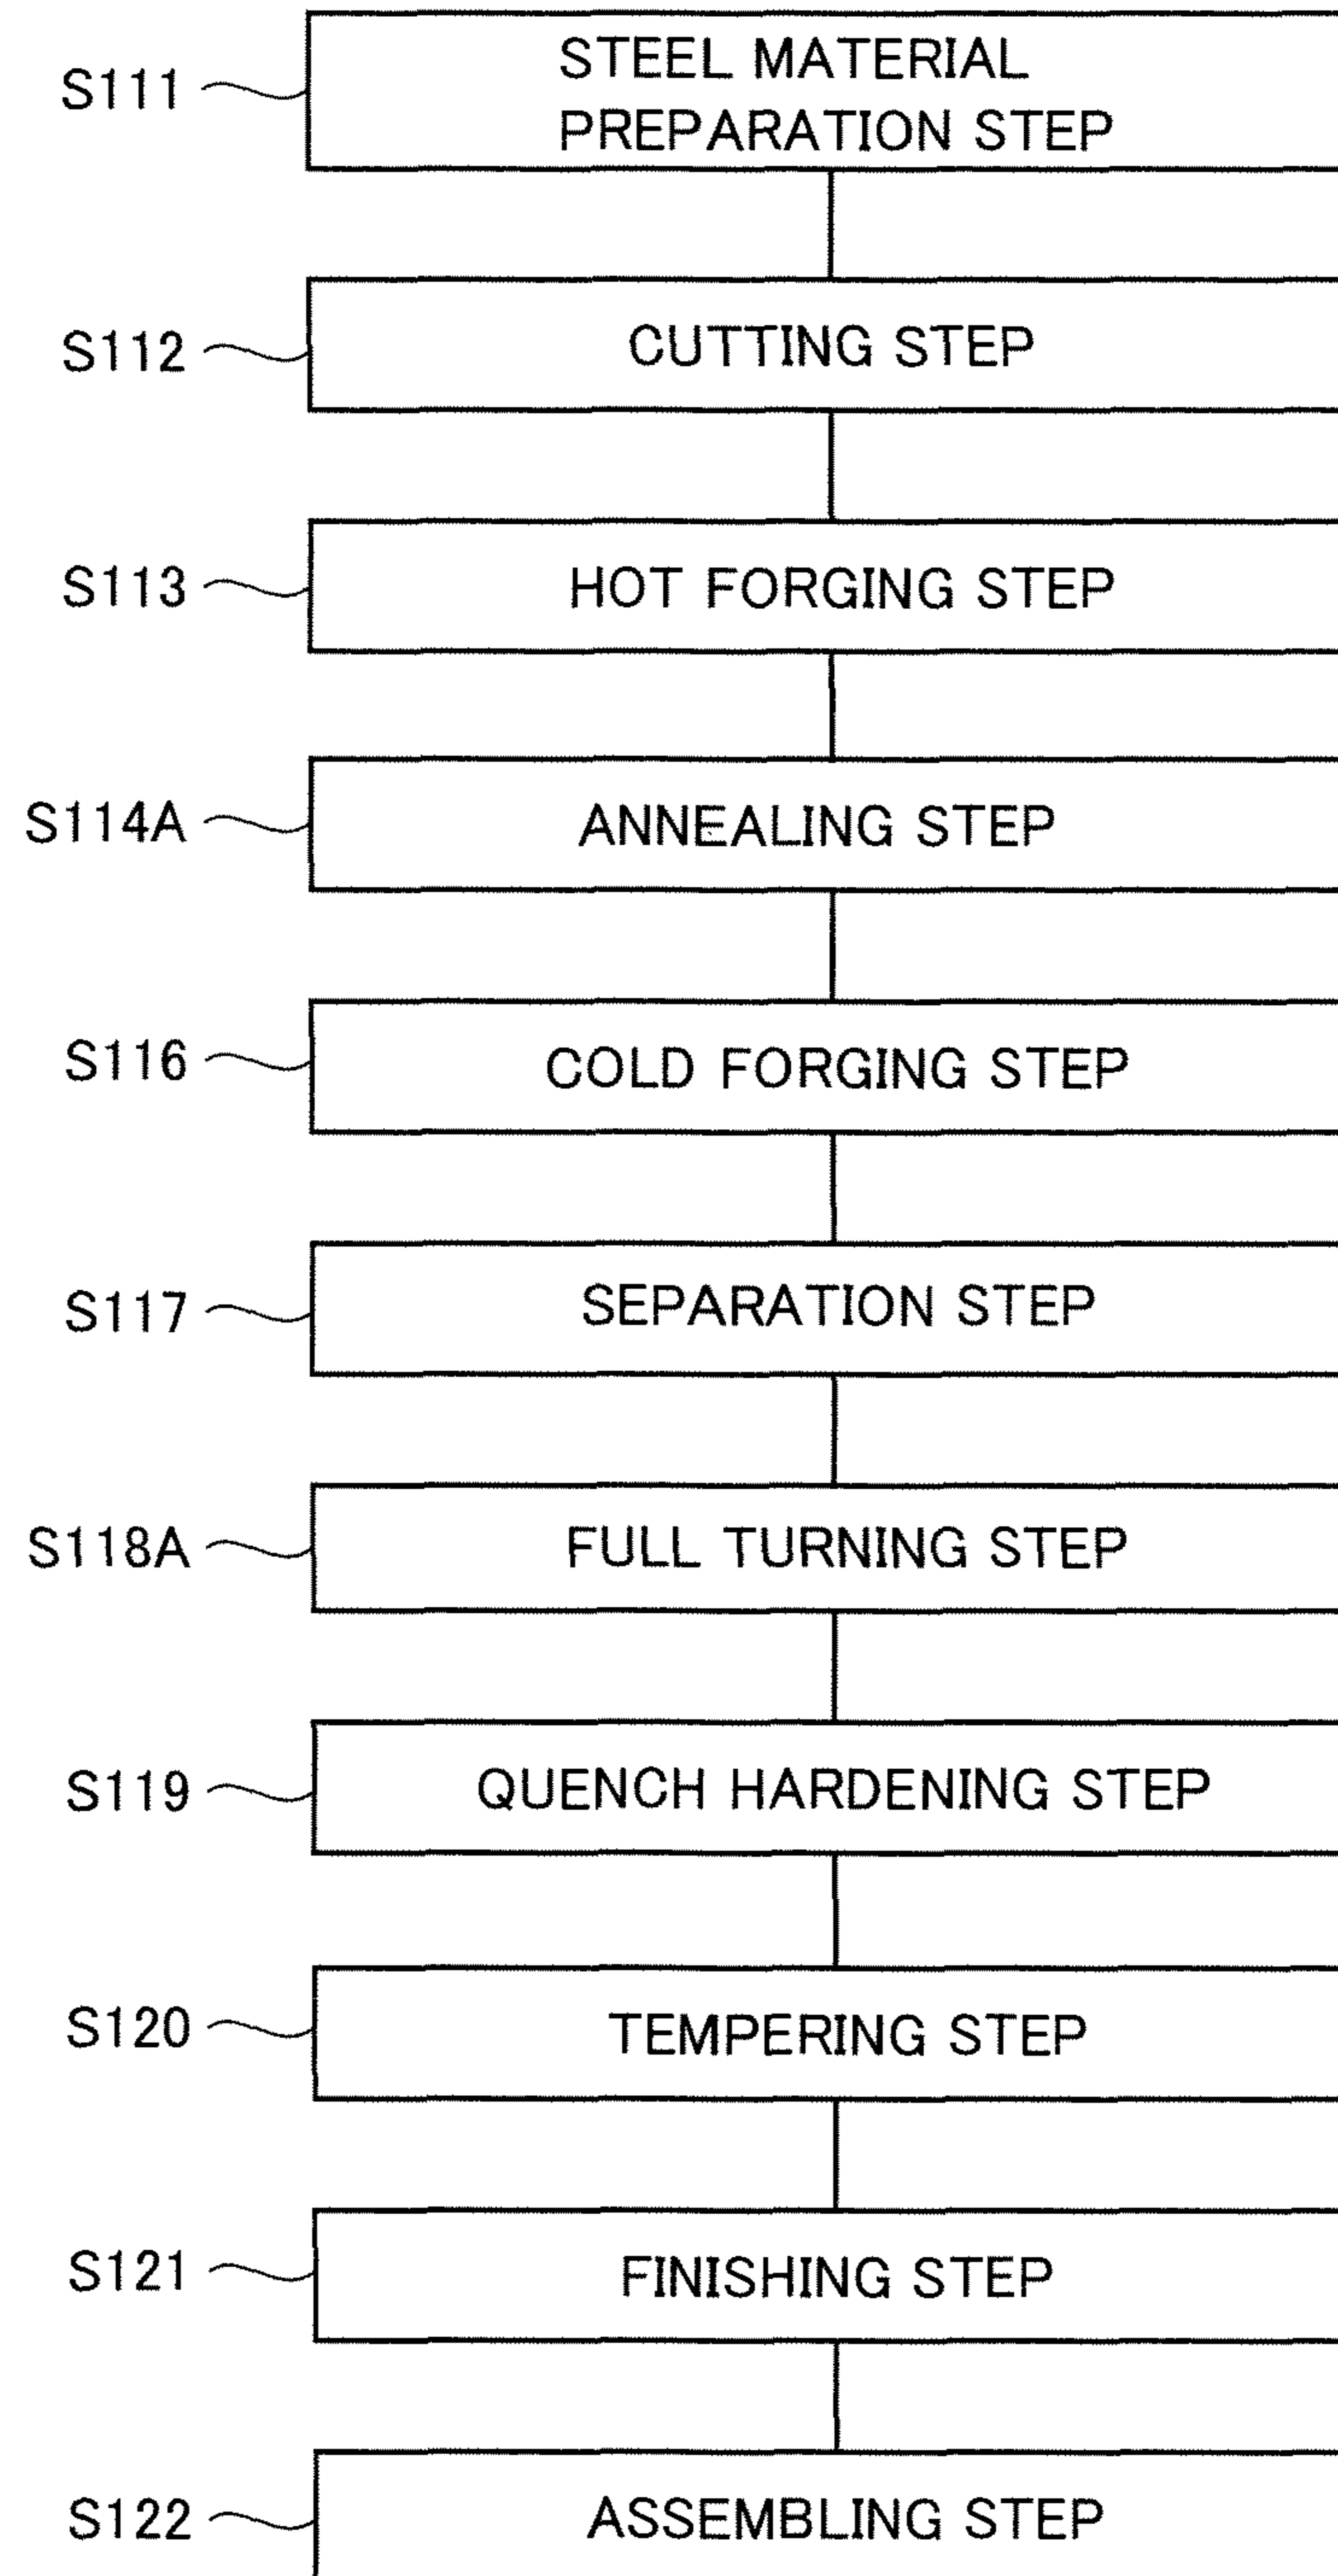 S111
STEEL MATERIAL
PREPARATION STEP
S112
CUTTING STEP
S113
HOT FORGING STEP
S114A
ANNEALING STEP
S116
COLD FORGING STEP
S117
SEPARATION STEP
S118A
FULL TURNING STEP
S119
QUENCH HARDENING STEP
S120
TEMPERING STEP
S121
FINISHING STEP
S122
ASSEMBLING STEP